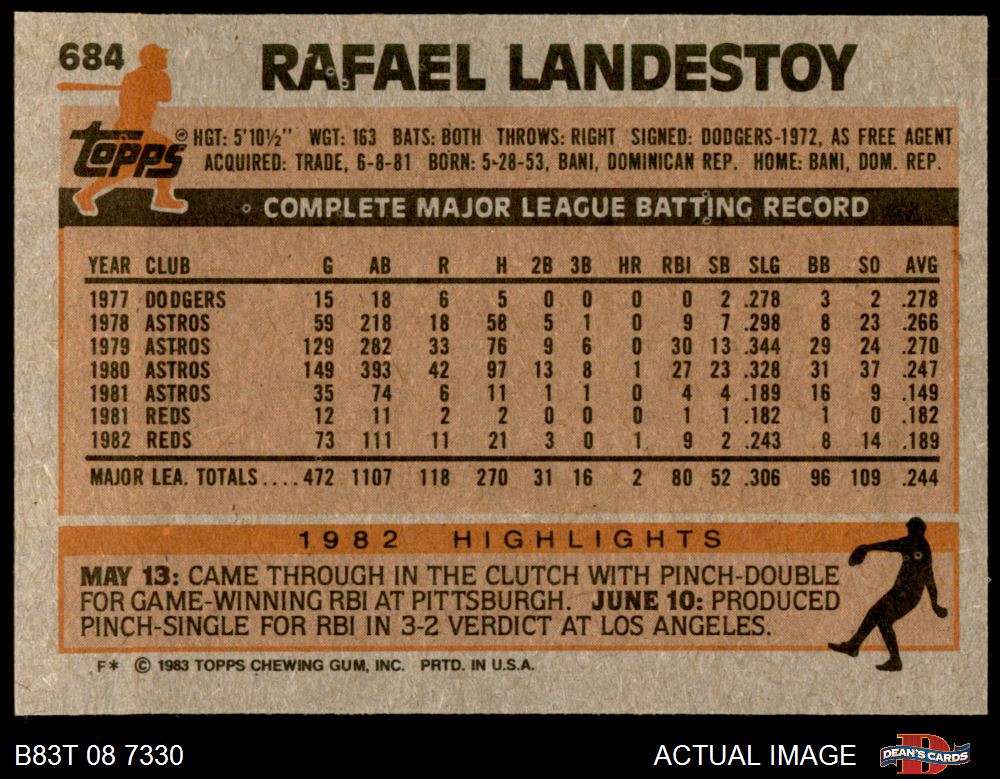 684 RAFAEL LANDESTOY
Topps ® HGT: 5'10½" WGT: 163 BATS: BOTH THROWS: RIGHT SIGNED: DODGERS-1972, AS FREE AGENT
ACQUIRED: TRADE, 6-8-81 BORN: 5-28-53, BANI, DOMINICAN REP. HOME: BANI, DOM. REP.
COMPLETE MAJOR LEAGUE BATTING RECORD
YEAR CLUB G AB R H 2B 3B HR RBI SB SLG BB SO AVG
1977 DODGERS 15 18 6 5 0 0 0 0 2 .278 3 2 .278
1978 ASTROS 59 218 18 58 5 1 0 9 7 .298 8 23 .266
1979 ASTROS 129 282 33 76 9 6 0 30 13 .344 29 24 .270
1980 ASTROS 149 393 42 97 13 8 1 27 23 .328 31 37 .247
1981 ASTROS 35 74 6 11 1 1 0 4 4 .189 16 9 .149
1981 REDS 12 11 2 2 0 0 0 1 1 .182 1 0 .182
1982 REDS 73 111 11 21 3 0 1 9 2 .243 8 14 .189
MAJOR LEA. TOTALS....472 1107 118 270 31 16 2 80 52 .306 96 109 .244
1982 HIGHLIGHTS
MAY 13: CAME THROUGH IN THE CLUTCH WITH PINCH-DOUBLE
FOR GAME-WINNING RBI AT PITTSBURGH. JUNE 10: PRODUCED
PINCH-SINGLE FOR RBI IN 3-2 VERDICT AT LOS ANGELES.
F* © 1983 TOPPS CHEWING GUM, INC. PRTD. IN U.S.A.
B83T 08 7330 ACTUAL IMAGE D DEAN'S CARDS